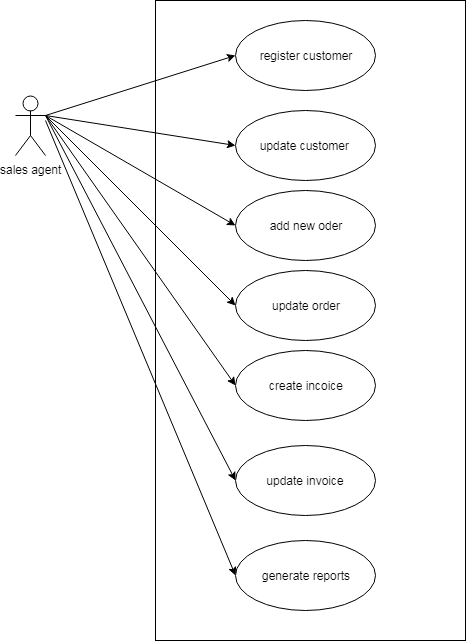 register customer
sales agent
update customer
add new oder
update order
create incoice
update invoice
generate reports